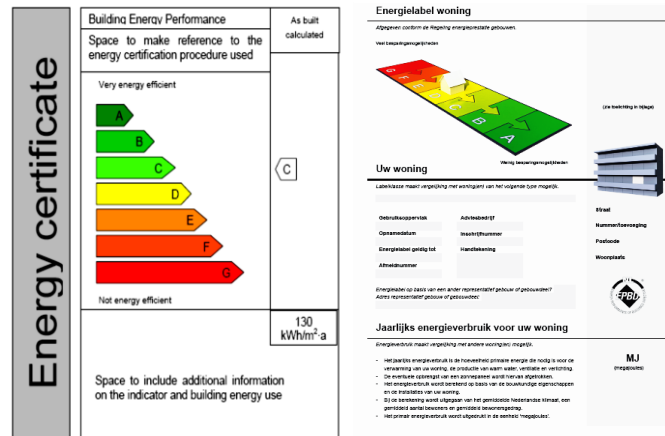 Energy certificate
Building Energy Performance
As built
calculated
Space to make reference to the
energy certification procedure used
Very energy efficient
A
B
C
D
E
F
G
C
Not energy efficient
130
kWh/m²·a
Space to include additional information
on the indicator and building energy use
Energielabel woning
Afgegeven conform de Regeling energieprestatie gebouwen.
Veel besparingsmogelijkheden
G
F
E
D
C
B
A
(zie toelichting in bijlage)
Weinig besparingsmogelijkheden
Uw woning
Labelklasse maakt vergelijking met woning(en) van het volgende type mogelijk.
Gebruiksoppervlak
Adviesbedrijf
Opnamedatum
Inschrijfnummer
Energielabel geldig tot
Handtekening
Afmeldnummer
Straat
Nummer/toevoeging
Postcode
Woonplaats
Energielabel op basis van een ander representatief gebouw of gebouwdeel?
Adres representatief gebouw of gebouwdeel:
EPBD
Jaarlijks energieverbruik voor uw woning
Energieverbruik maakt vergelijking met andere woning(en) mogelijk.
- Het jaarlijks energieverbruik is de hoeveelheid primaire energie die nodig is voor de
verwarming van uw woning, de productie van warm water, ventilatie en verlichting.
- De eventuele opbrengst van een zonnepaneel wordt hiervan afgetrokken.
- Het energieverbruik wordt berekend op basis van de bouwkundige eigenschappen
en de installaties van uw woning.
- Bij de berekening wordt uitgegaan van het gemiddelde Nederlandse klimaat, een
gemiddeld aantal bewoners en gemiddeld bewonersgedrag.
- Het primair energieverbruik wordt uitgedrukt in de eenheid 'megajoules'.
MJ
(megajoules)